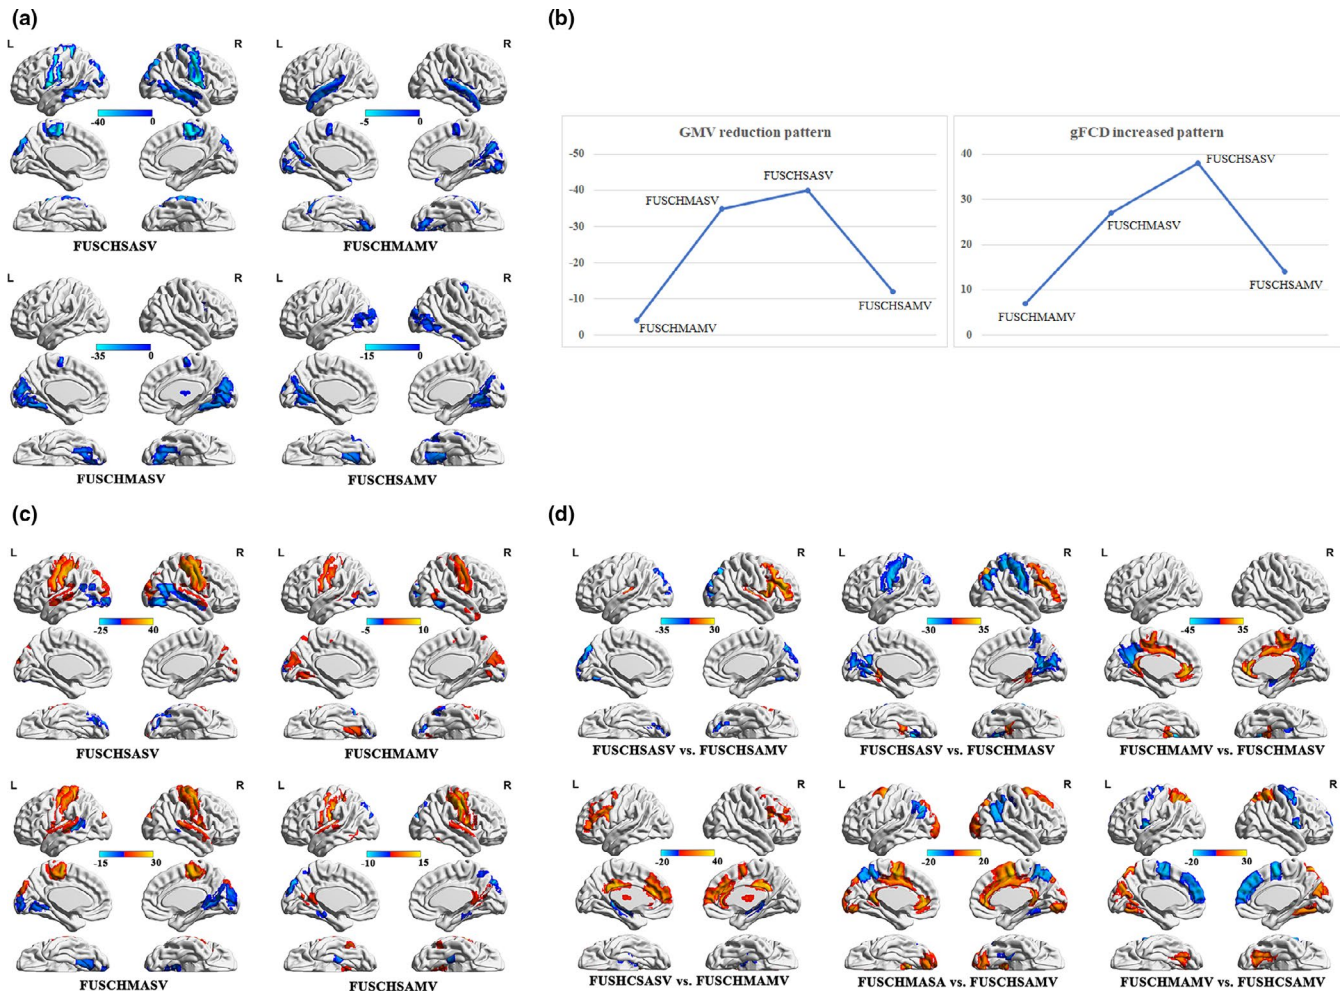 (a)
(b)
L R L R
-40 0
-5 0
FUSCHSASV
FUSCHMAMV
L R L R
-35 0
-15 0
FUSCHMASV
FUSCHSAMV
GMV reduction pattern
-50
-40
-30
-20
-10
0
FUSCHMAMV
FUSCHMASV
FUSCHSASV
FUSCHSAMV
gFCD increased pattern
40
30
20
10
0
FUSCHMAMV
FUSCHMASV
FUSCHSASV
FUSCHSAMV
(c)
L R L R
-25 40
-5 10
FUSCHSASV
FUSCHMAMV
L R L R
-15 30
-10 15
FUSCHMASV
FUSCHSAMV
(d)
L R L R L R
-35 30
-30 35
-45 35
FUSCHSASV vs. FUSCHSAMV
FUSCHSASV vs. FUSCHMASV
FUSCHMAMV vs. FUSCHMASV
L R L R L R
-20 40
-20 20
-20 30
FUSHCSASV vs. FUSCHMAMV
FUSCHMASA vs. FUSCHSAMV
FUSCHMAMV vs. FUSHCSAMV